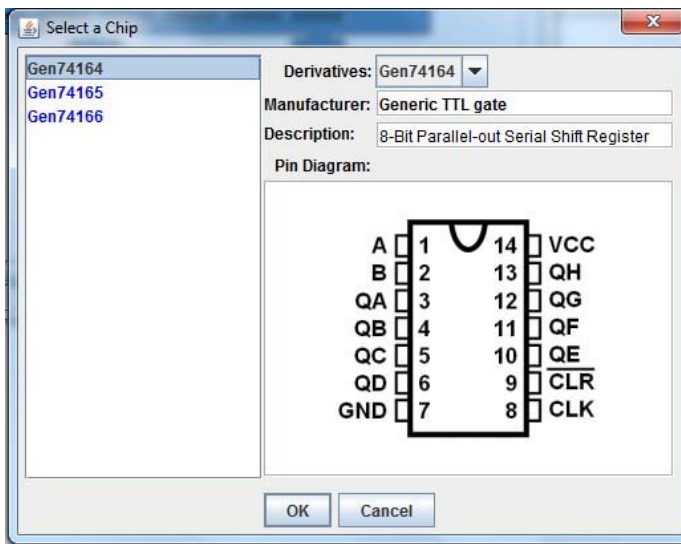 Select a Chip
Gen74164
Gen74165
Gen74166
Derivatives: Gen74164
Manufacturer: Generic TTL gate
Description: 8-Bit Parallel-out Serial Shift Register
Pin Diagram:
A 1 14 VCC
B 2 13 QH
QA 3 12 QG
QB 4 11 QF
QC 5 10 QE
QD 6 9 CLR
GND 7 8 CLK
OK Cancel